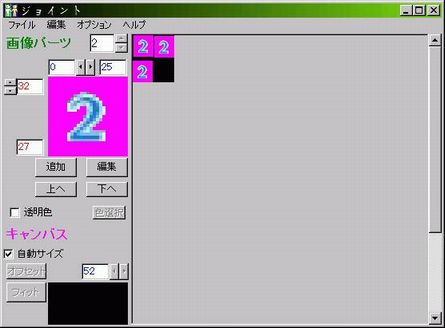 ジョイント
ファイル 編集 オプション ヘルプ
画像パーツ 2
0 25
32
2
27
追加 編集
上へ 下へ
透明色 色選択
キャンバス
自動サイズ
オフセット 52
フィット
2 2
2